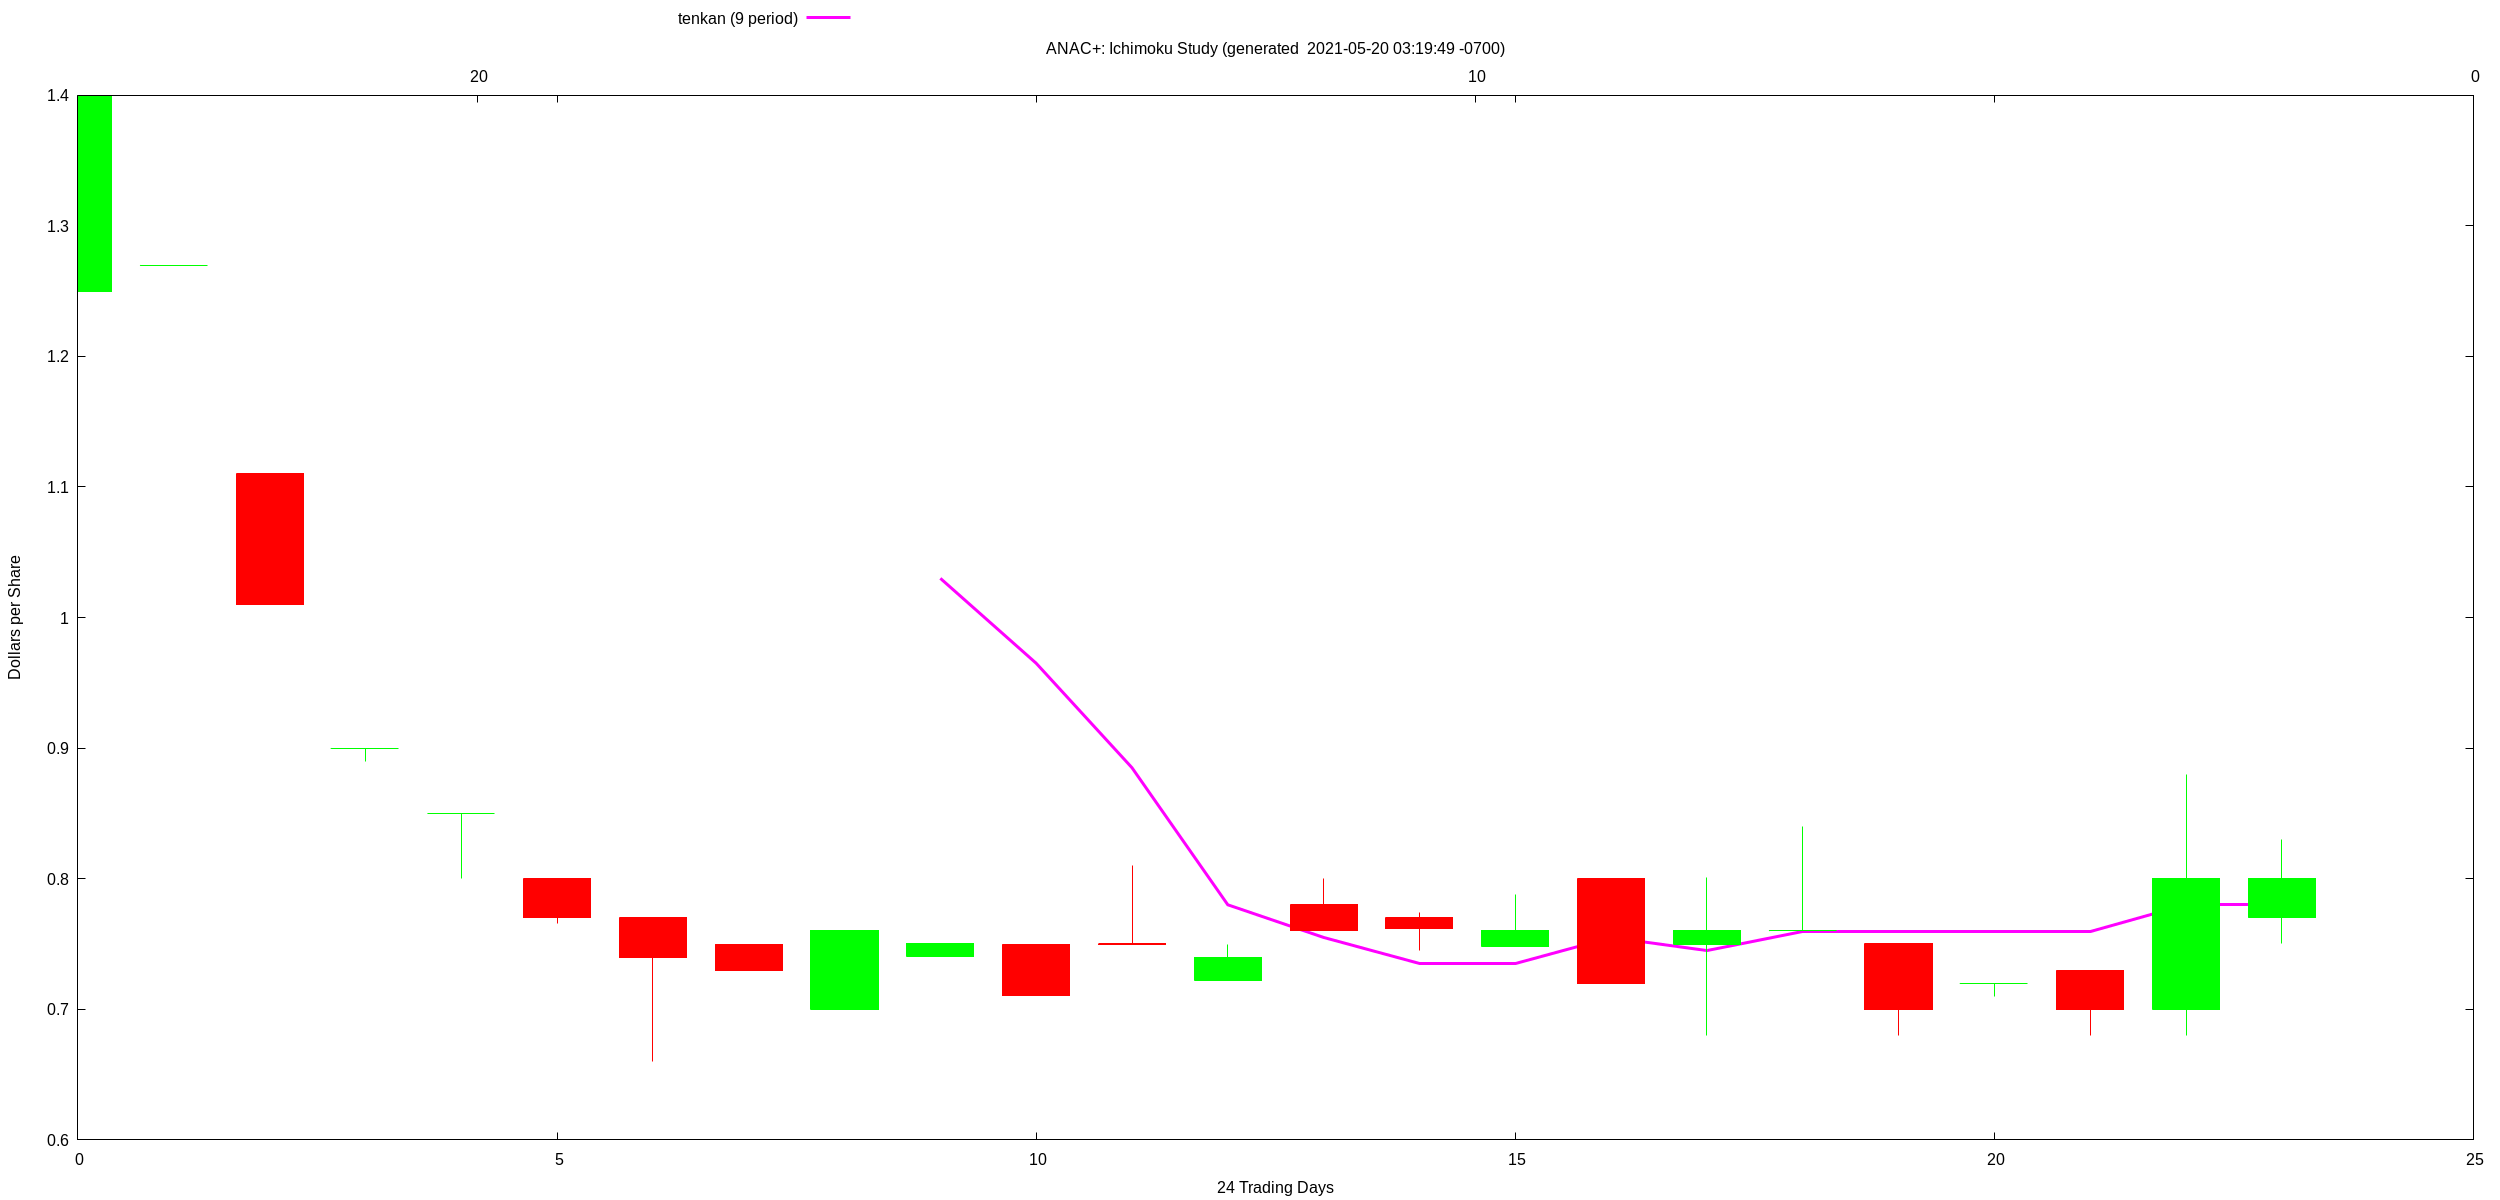 tenkan (9 period)
ANAC+: Ichimoku Study (generated  2021-05-20 03:19:49 -0700)
20 10 0
1.4
1.3
1.2
1.1
1
0.9
0.8
0.7
0.6
Dollars per Share
0 5 10 15 20 25
24 Trading Days